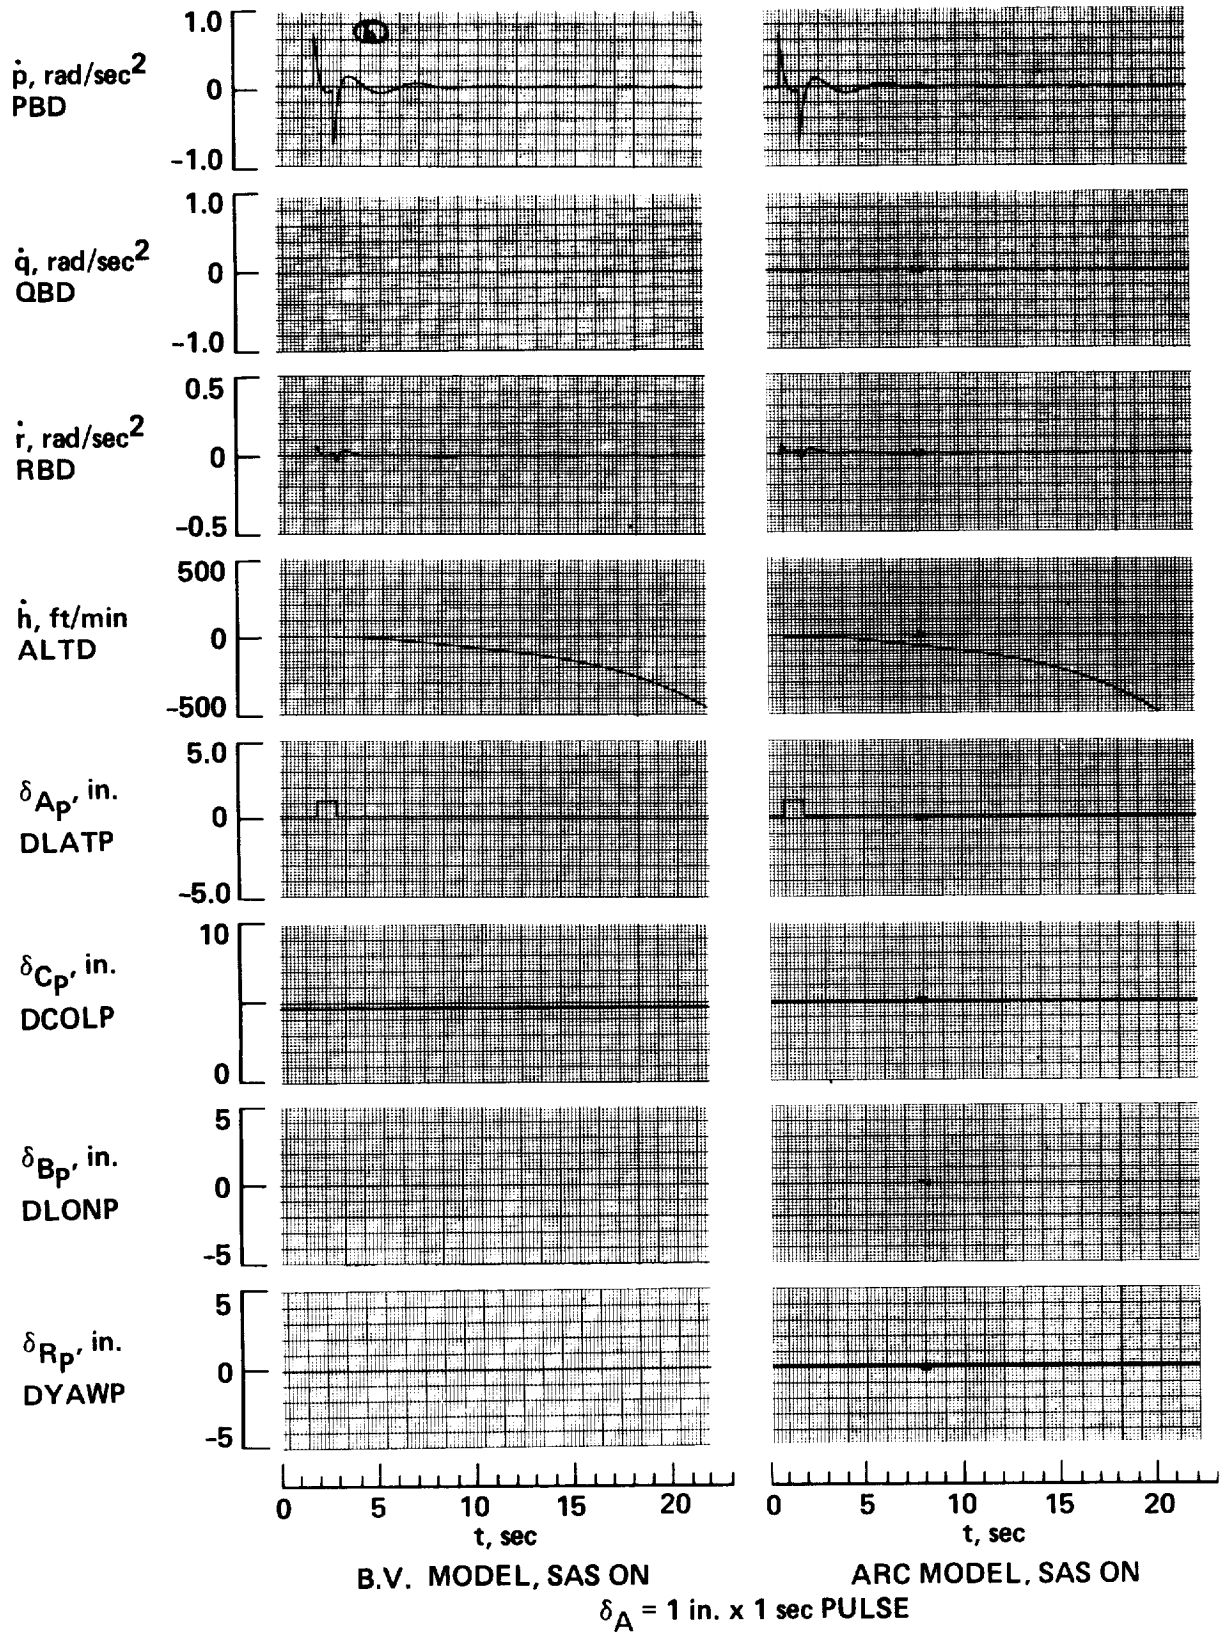 1.0
ṗ, rad/sec²
PBD
0
-1.0
1.0
q̇, rad/sec²
QBD
0
-1.0
0.5
ṙ, rad/sec²
RBD
0
-0.5
500
ḣ, ft/min
ALTD
0
-500
5.0
δAp, in.
DLATP
0
-5.0
10
δCp, in.
DCOLP
0
5
δBp, in.
DLONP
0
-5
5
δRp, in.
DYAWP
0
-5
0 5 10 15 20 0 5 10 15 20
t, sec t, sec
B.V. MODEL, SAS ON ARC MODEL, SAS ON
δA = 1 in. x 1 sec PULSE